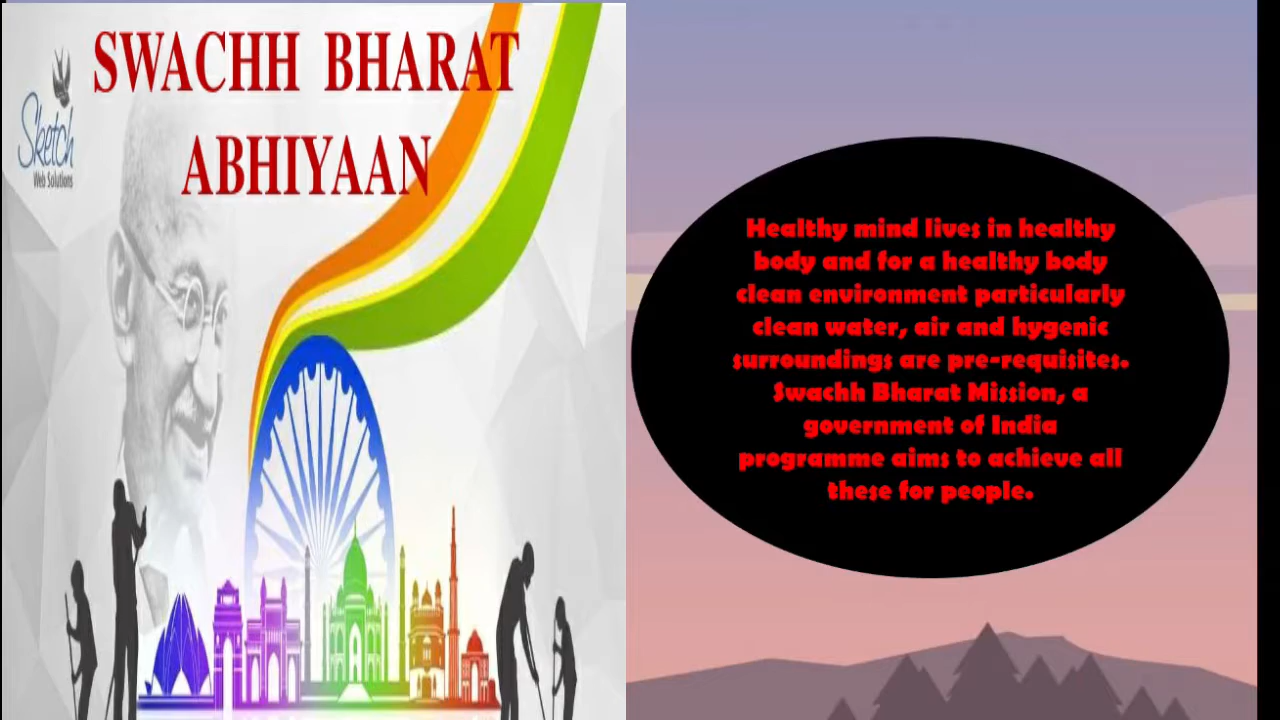 SWACHH BHARAT
ABHIYAAN
Sketch
Web Solutions
Healthy mind lives in healthy
body and for a healthy body
clean environment particularly
clean water, air and hygenic
surroundings are pre-requisites.
Swachh Bharat Mission, a
government of India
programme aims to achieve all
these for people.